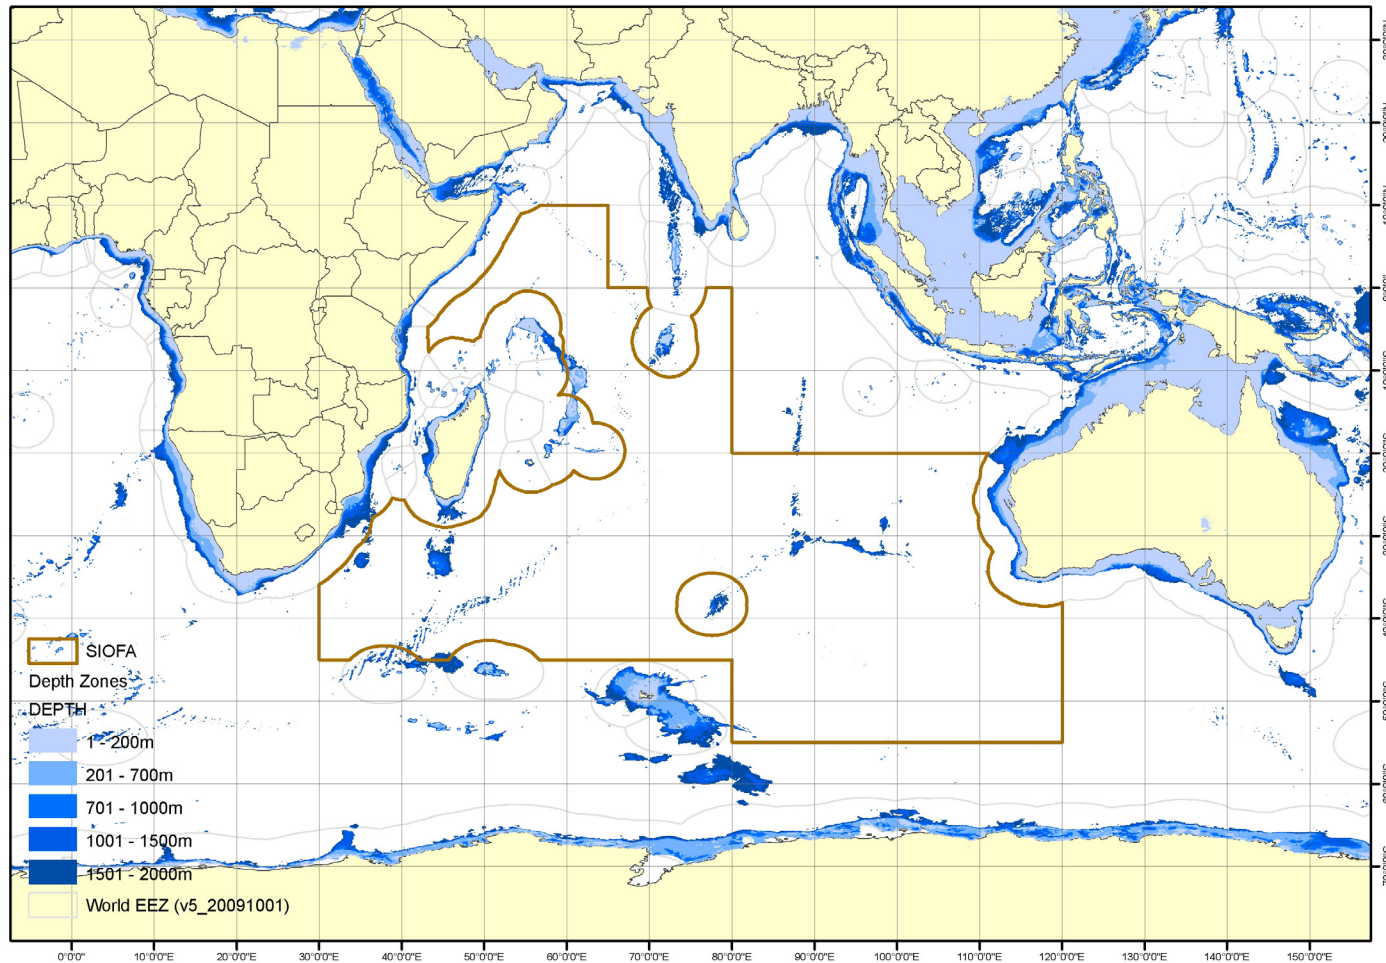 SIOFA
Depth Zones
DEPTH
1 - 200m
201 - 700m
701 - 1000m
1001 - 1500m
1501 - 2000m
World EEZ (v5_20091001)
0°0'0"E 10°0'0"E 20°0'0"E 30°0'0"E 40°0'0"E 50°0'0"E 60°0'0"E 70°0'0"E 80°0'0"E 90°0'0"E 100°0'0"E 110°0'0"E 120°0'0"E 130°0'0"E 140°0'0"E 150°0'0"E